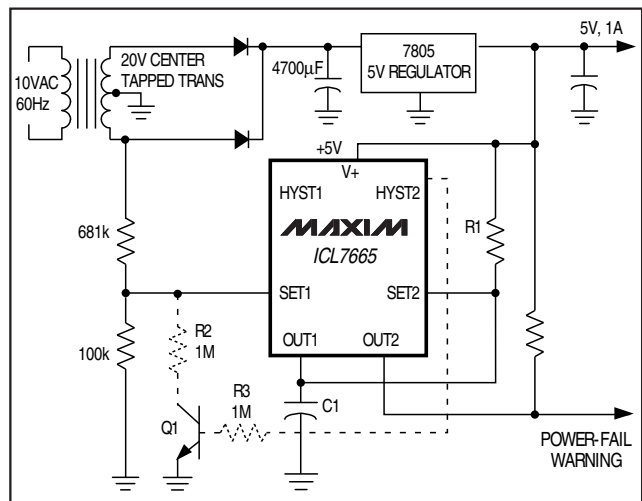 20V CENTER
TAPPED TRANS
10VAC
60Hz
4700µF
7805
5V REGULATOR
5V, 1A
+5V
V+
HYST1
HYST2
MAXIM
ICL7665
R1
681k
SET1
SET2
R2
1M
OUT1
OUT2
100k
R3
1M
C1
Q1
POWER-FAIL
WARNING